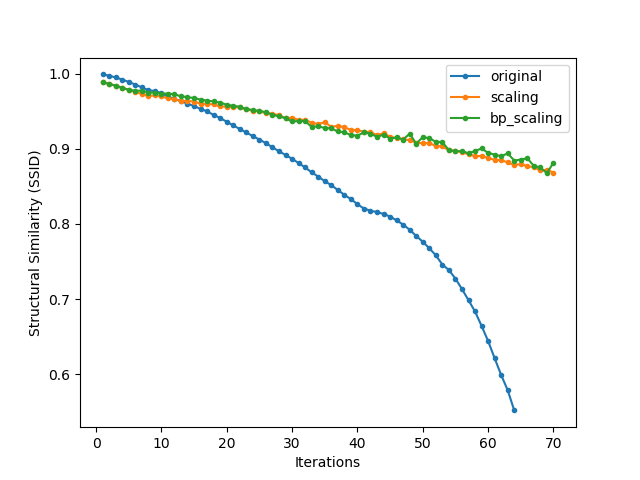 original
scaling
bp_scaling
1.0
0.9
0.8
0.7
0.6
Structural Similarity (SSID)
0 10 20 30 40 50 60 70
Iterations